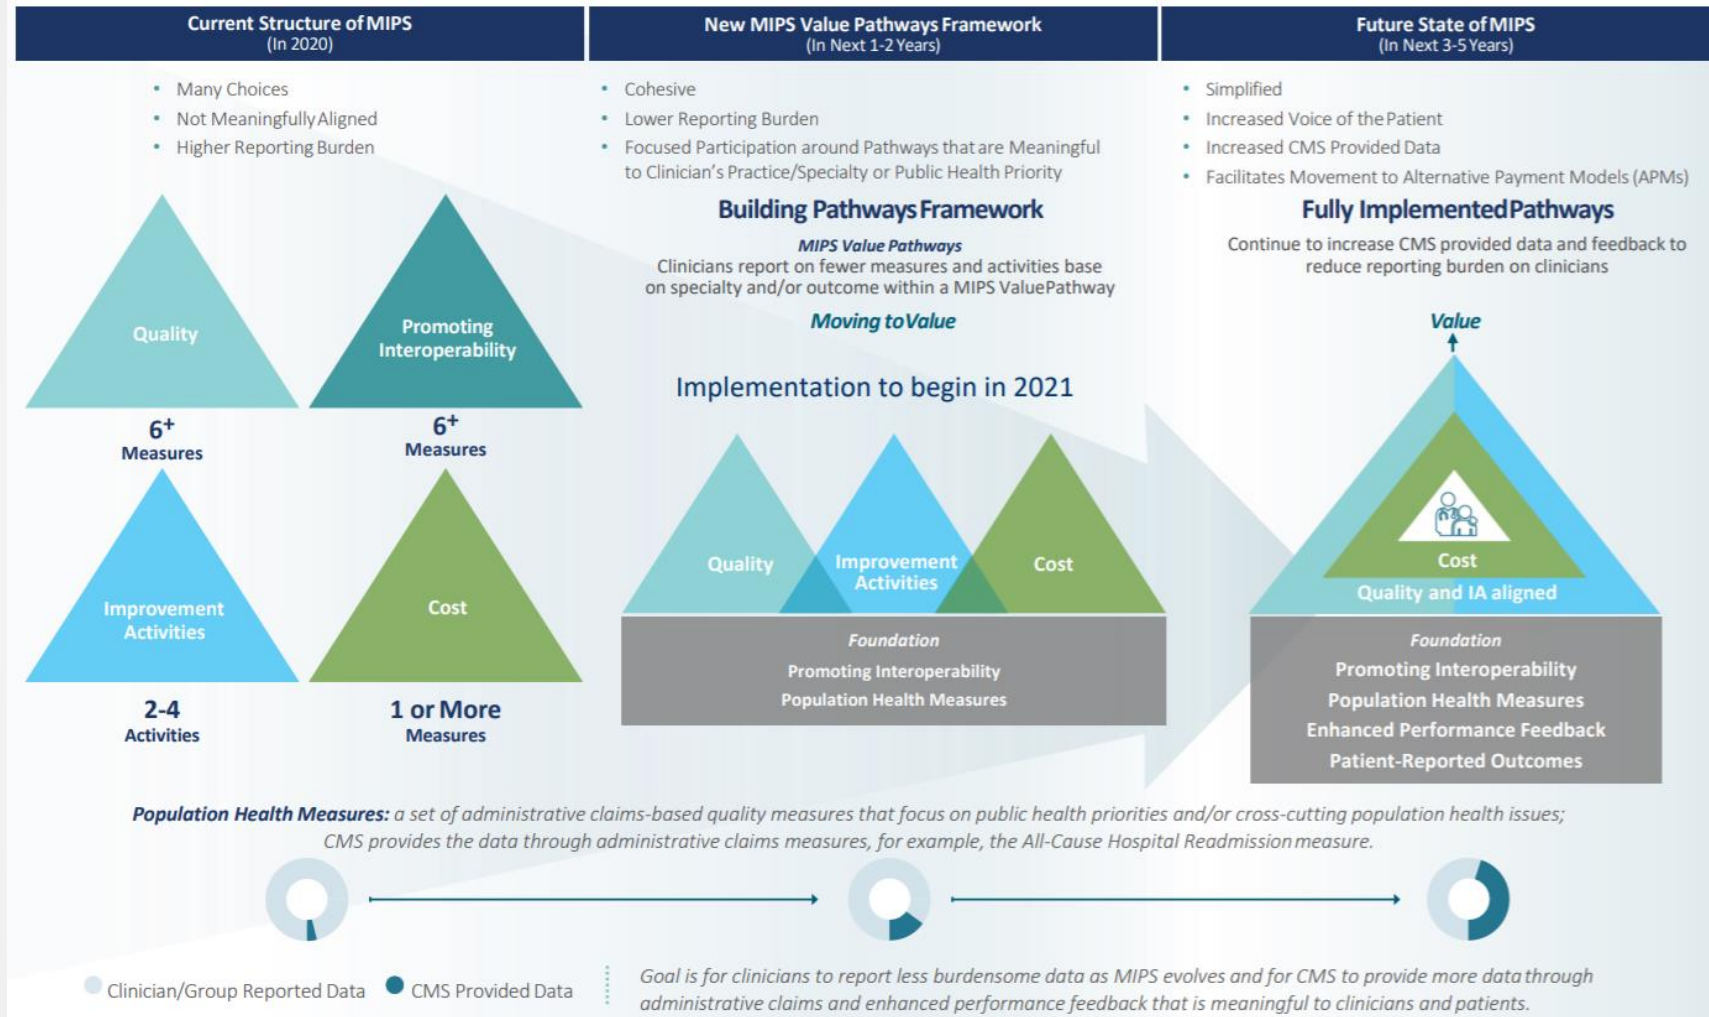 Current Structure of MIPS
(In 2020)
• Many Choices
• Not Meaningfully Aligned
• Higher Reporting Burden
Quality
6+
Measures
Promoting
Interoperability
6+
Measures
Improvement
Activities
2-4
Activities
Cost
1 or More
Measures
New MIPS Value Pathways Framework
(In Next 1-2 Years)
• Cohesive
• Lower Reporting Burden
• Focused Participation around Pathways that are Meaningful
to Clinician's Practice/Specialty or Public Health Priority
Building Pathways Framework
MIPS Value Pathways
Clinicians report on fewer measures and activities base
on specialty and/or outcome within a MIPS Value Pathway
Moving to Value
Implementation to begin in 2021
Quality
Improvement
Activities
Cost
Foundation
Promoting Interoperability
Population Health Measures
Future State of MIPS
(In Next 3-5 Years)
• Simplified
• Increased Voice of the Patient
• Increased CMS Provided Data
• Facilitates Movement to Alternative Payment Models (APMs)
Fully Implemented Pathways
Continue to increase CMS provided data and feedback to
reduce reporting burden on clinicians
Value
Cost
Quality and IA aligned
Foundation
Promoting Interoperability
Population Health Measures
Enhanced Performance Feedback
Patient-Reported Outcomes
Population Health Measures: a set of administrative claims-based quality measures that focus on public health priorities and/or cross-cutting population health issues;
CMS provides the data through administrative claims measures, for example, the All-Cause Hospital Readmission measure.
Clinician/Group Reported Data
CMS Provided Data
Goal is for clinicians to report less burdensome data as MIPS evolves and for CMS to provide more data through
administrative claims and enhanced performance feedback that is meaningful to clinicians and patients.